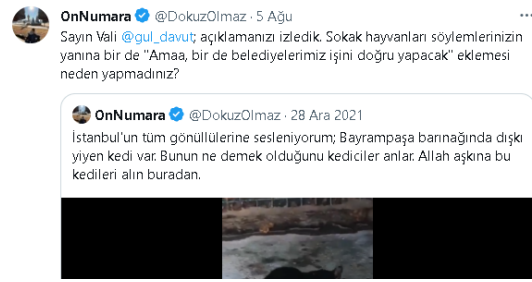 OnNumara @DokuzOlmaz · 5 Ağu
Sayın Vali @gul_davut; açıklamanızı izledik. Sokak hayvanları söylemlerinizin
yanına bir de "Amaa, bir de belediyelerimiz işini doğru yapacak" eklemesi
neden yapmadınız?
OnNumara @DokuzOlmaz · 28 Ara 2021
İstanbul'un tüm gönüllülerine sesleniyorum; Bayrampaşa barınağında dışkı
yiyen kedi var. Bunun ne demek olduğunu kediciler anlar. Allah aşkına bu
kedileri alın buradan.